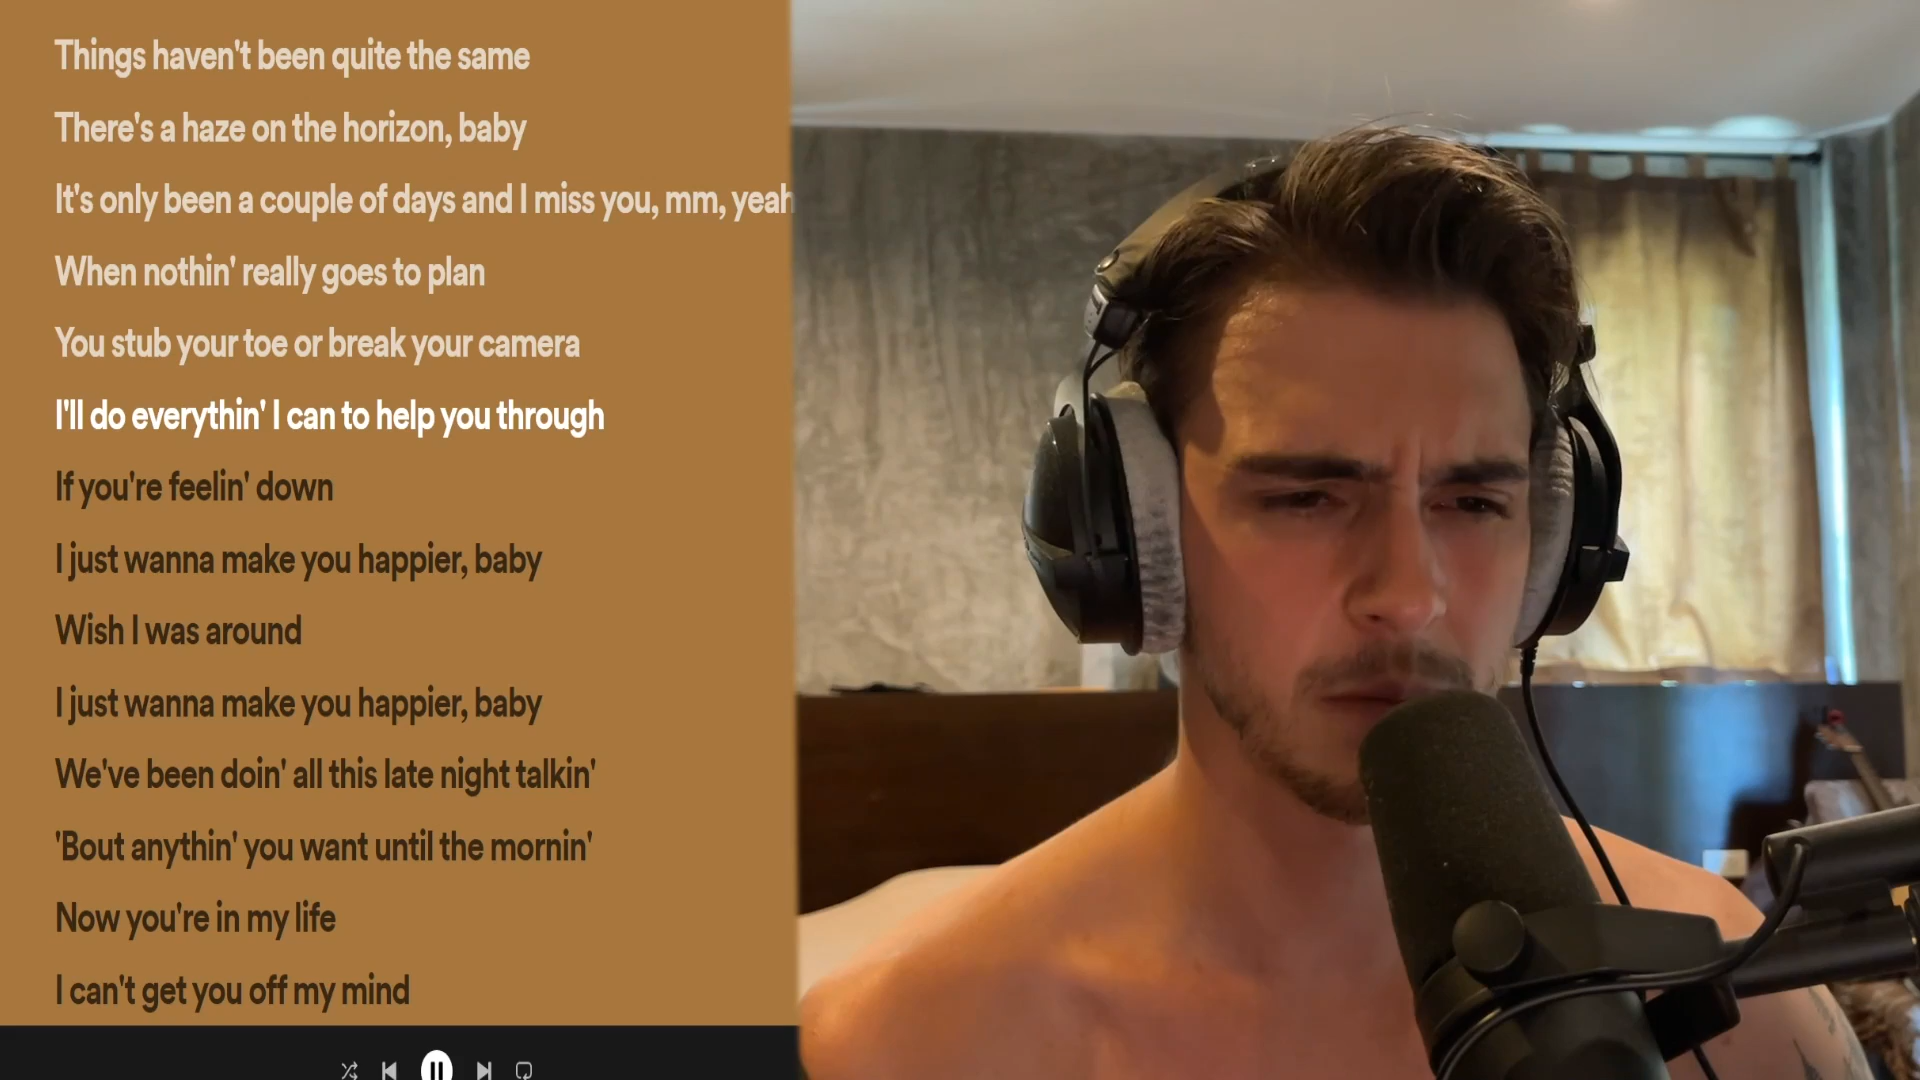 Things haven't been quite the same
There's a haze on the horizon, baby
It's only been a couple of days and I miss you, mm, yeah
When nothin' really goes to plan
You stub your toe or break your camera
I'll do everythin' I can to help you through
If you're feelin' down
I just wanna make you happier, baby
Wish I was around
I just wanna make you happier, baby
We've been doin' all this late night talkin'
'Bout anythin' you want until the mornin'
Now you're in my life
I can't get you off my mind